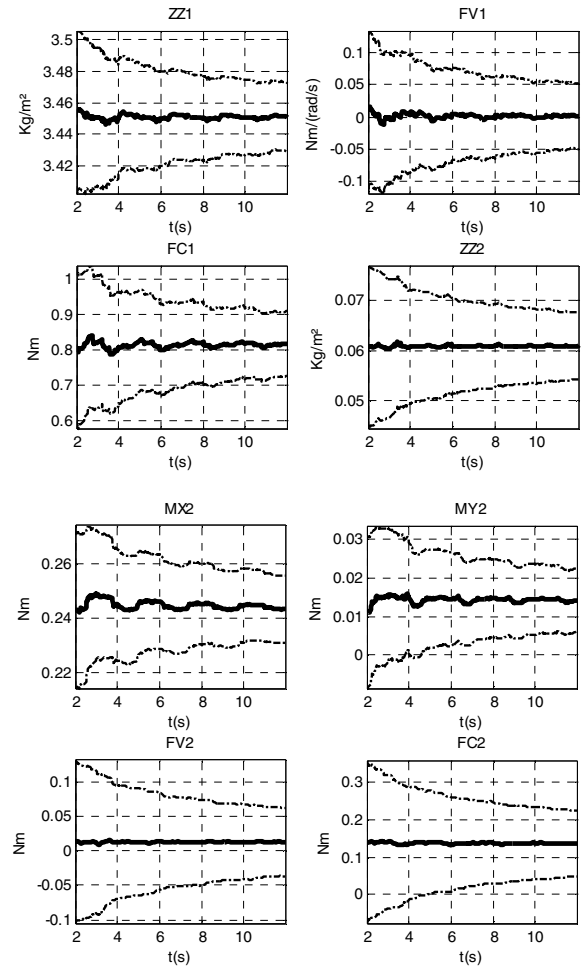 ZZ1
3.5
3.48
3.46
3.44
3.42
Kg/m²
2 4 6 8 10
t(s)
FV1
0.1
0.05
0
-0.05
-0.1
Nm/(rad/s)
2 4 6 8 10
t(s)
FC1
1
0.9
0.8
0.7
0.6
Nm
2 4 6 8 10
t(s)
ZZ2
0.07
0.06
0.05
Kg/m²
2 4 6 8 10
t(s)
MX2
0.26
0.24
0.22
Nm
2 4 6 8 10
t(s)
MY2
0.03
0.02
0.01
0
Nm
2 4 6 8 10
t(s)
FV2
0.1
0.05
0
-0.05
-0.1
Nm
2 4 6 8 10
t(s)
FC2
0.3
0.2
0.1
0
Nm
2 4 6 8 10
t(s)